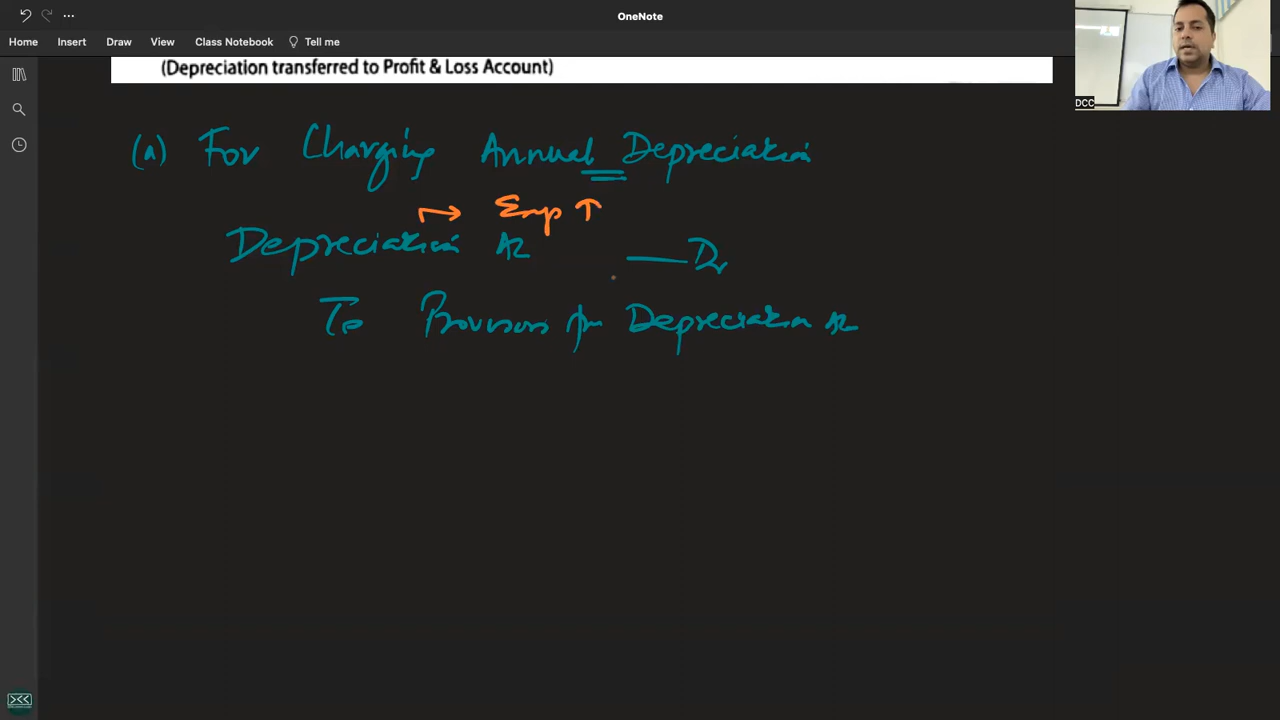 OneNote
Home Insert Draw View Class Notebook Tell me
(Depreciation transferred to Profit & Loss Account)
DCC
(a) For Charging Annual Depreciation
→ Exp ↑
Depreciation A/c —— Dr
To Provision for Depreciation A/c